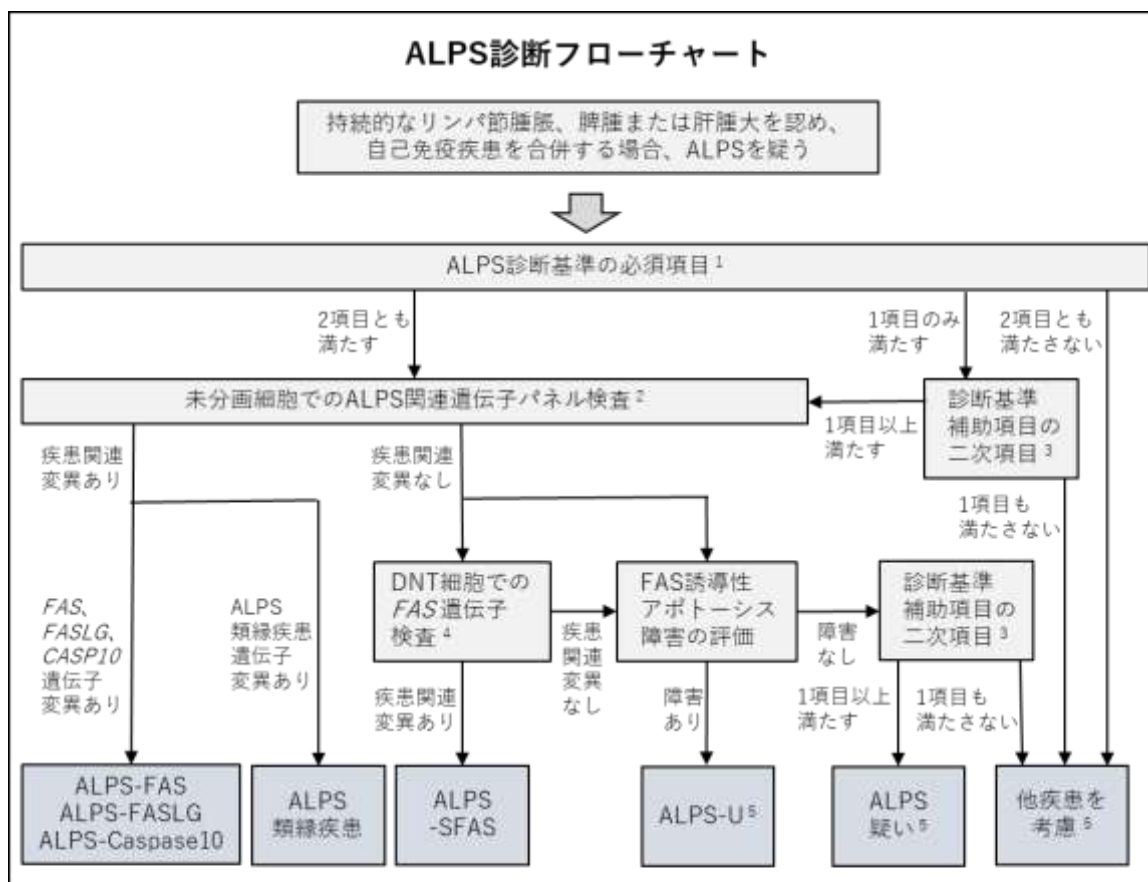 ALPS診断フローチャート
持続的なリンパ節腫脹、脾腫または肝腫大を認め、
自己免疫疾患を合併する場合、ALPSを疑う
ALPS診断基準の必須項目 1
2項目とも
満たす
1項目のみ
満たす
2項目とも
満たさない
未分画細胞でのALPS関連遺伝子パネル検査 2
1項目以上
満たす
診断基準
補助項目の
二次項目 3
疾患関連
変異あり
疾患関連
変異なし
1項目も
満たさない
FAS、
FASLG、
CASP10
遺伝子
変異あり
ALPS
類縁疾患
遺伝子
変異あり
DNT細胞での
FAS遺伝子
検査 4
疾患
関連
変異
なし
FAS誘導性
アポトーシス
障害の評価
障害
なし
診断基準
補助項目の
二次項目 3
疾患関連
変異あり
障害
あり
1項目以上
満たす
1項目も
満たさない
ALPS-FAS
ALPS-FASLG
ALPS-Caspase10
ALPS
類縁疾患
ALPS
-SFAS
ALPS-U 5
ALPS
疑い 5
他疾患を
考慮 5